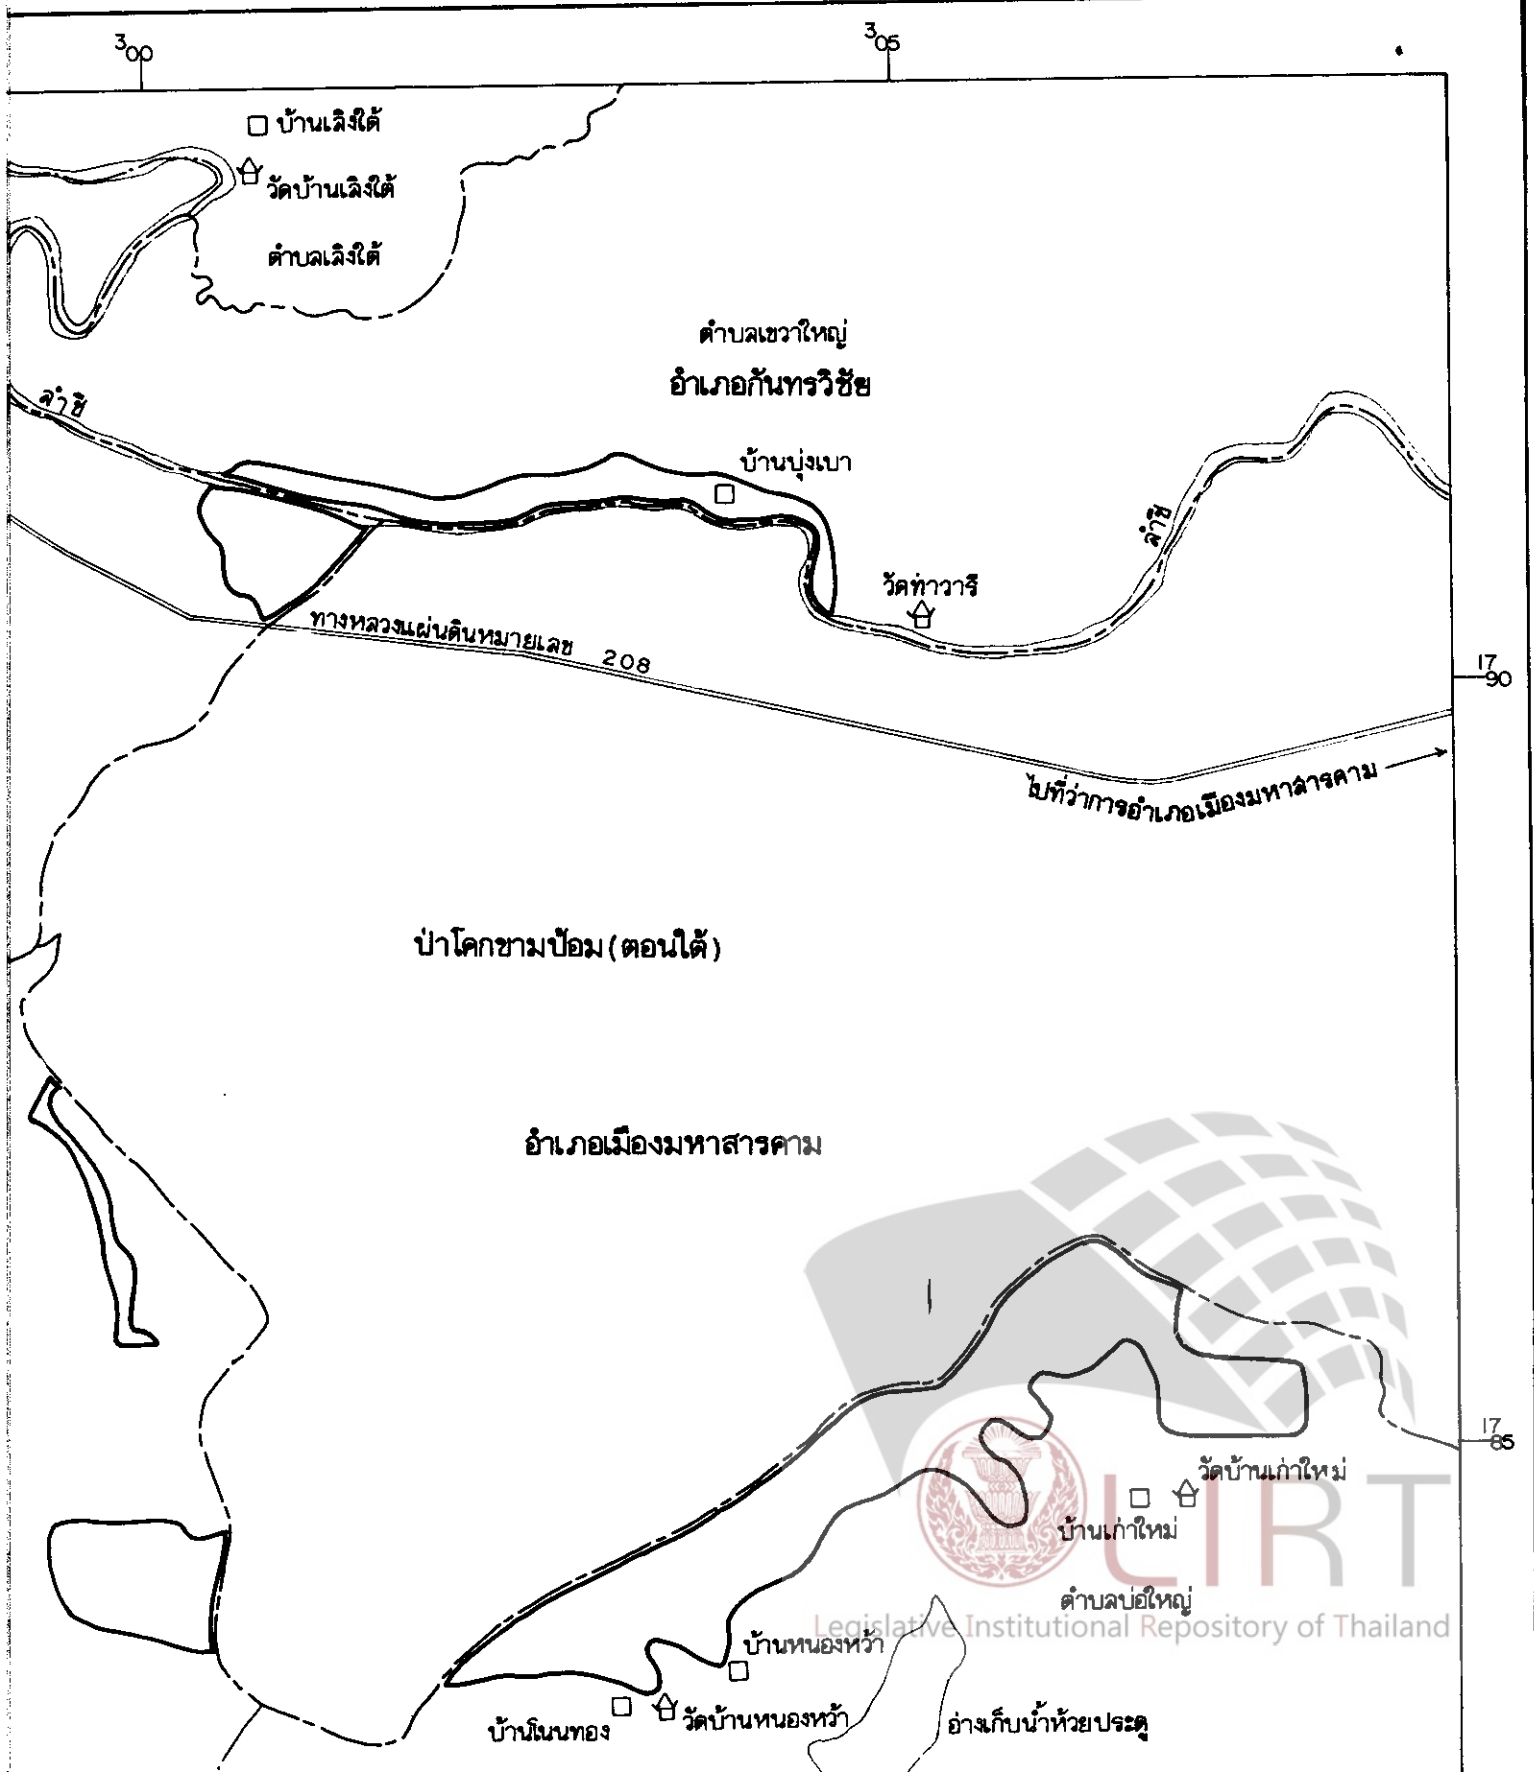 300
305
บ้านเลิงใต้
วัดบ้านเลิงใต้
ตำบลเลิงใต้
ตำบลเขวาใหญ่
อำเภอกันทรวิชัย
ลำชี
บ้านบุ่งเบา
ลำชี
วัดท่าวารี
ทางหลวงแผ่นดินหมายเลข 208
1790
ไปที่ว่าการอำเภอเมืองมหาสารคาม
ป่าโคกขามป้อม (ตอนใต้)
อำเภอเมืองมหาสารคาม
1785
วัดบ้านเก่าใหม่
บ้านเก่าใหม่
LIRT
ตำบลบ่อใหญ่
Legislative Institutional Repository of Thailand
บ้านหนองหว้า
บ้านโนนทอง
วัดบ้านหนองหว้า
อ่างเก็บน้ำห้วยประดู่